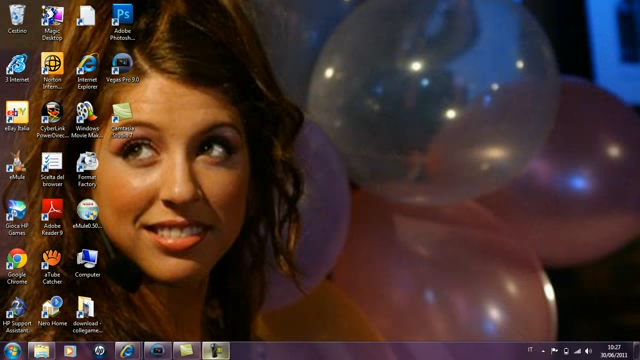 Cestino
Magic
Desktop
Adobe
Photosh...
3 Internet
Norton
Intern...
Internet
Explorer
Vegas Pro 9.0
eBay Italia
CyberLink
PowerDirec...
Windows
Movie Mak...
Camtasia
Studio 7
eMule
Scelta del
browser
Format
Factory
Gioca HP
Games
Adobe
Reader 9
eMule0.50...
Google
Chrome
aTube
Catcher
Computer
HP Support
Assistant
Nero Home
download -
collegame...
IT
10:27
30/06/2011